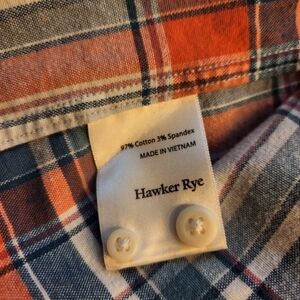 97% Cotton 3% Spandex
MADE IN VIETNAM
Hawker Rye